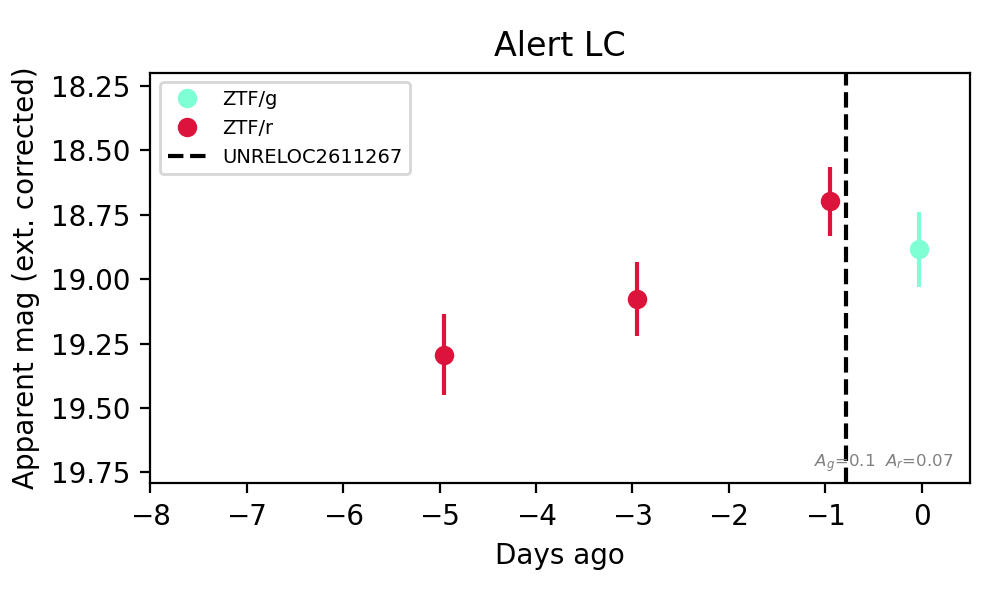 Alert LC
Apparent mag (ext. corrected)
18.25
18.50
18.75
19.00
19.25
19.50
19.75
ZTF/g
ZTF/r
UNRELOC2611267
A_g=0.1 A_r=0.07
−8 −7 −6 −5 −4 −3 −2 −1 0
Days ago